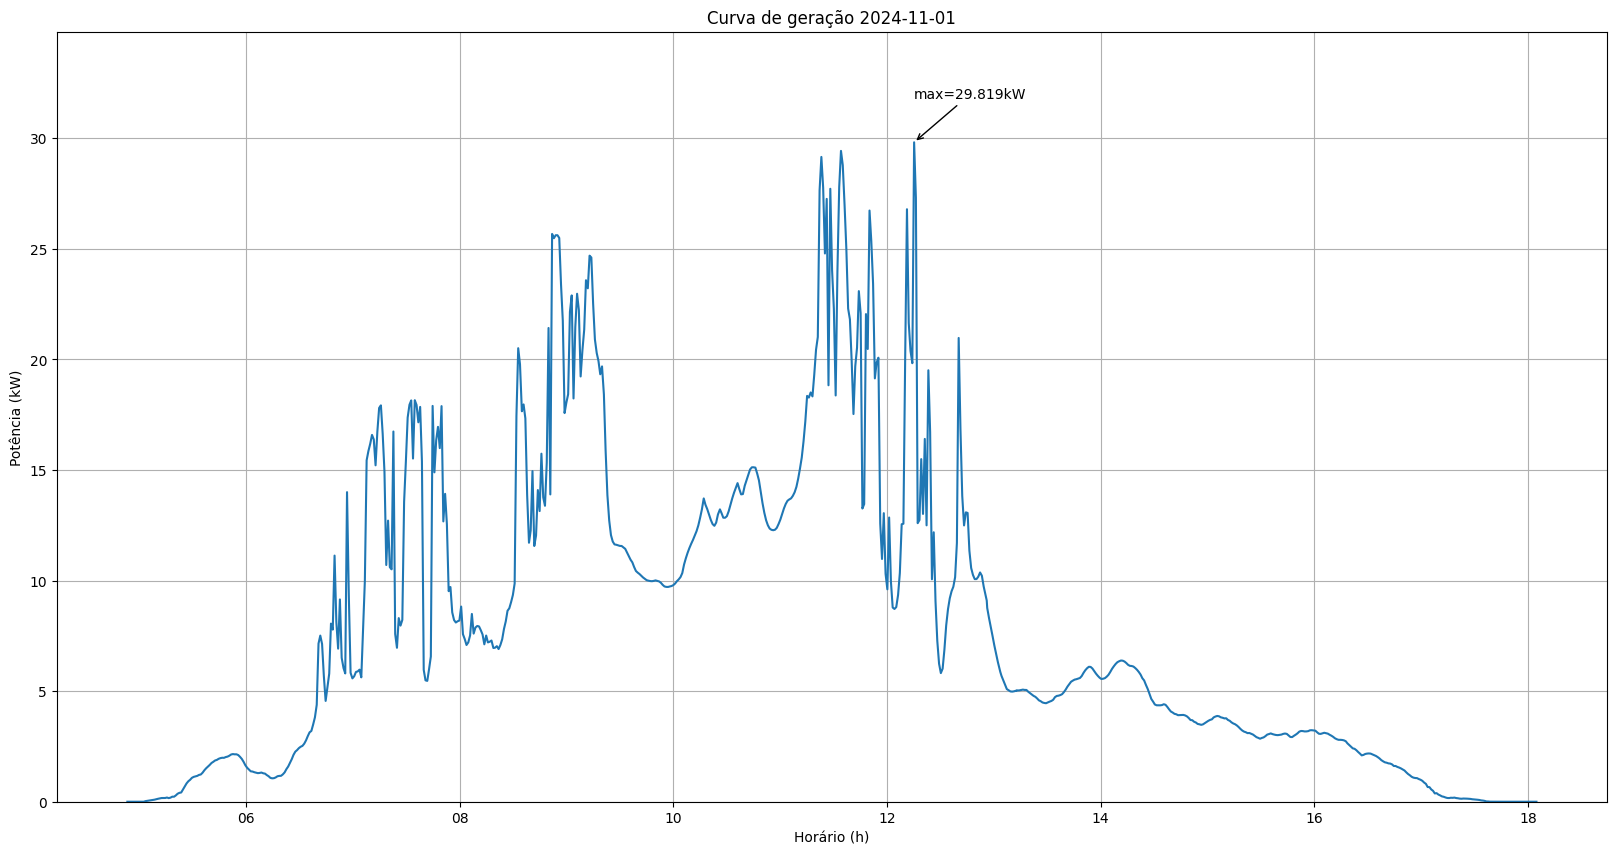 Curva de geração 2024-11-01
max=29.819kW
30
25
20
15
10
5
0
Potência (kW)
06 08 10 12 14 16 18
Horário (h)